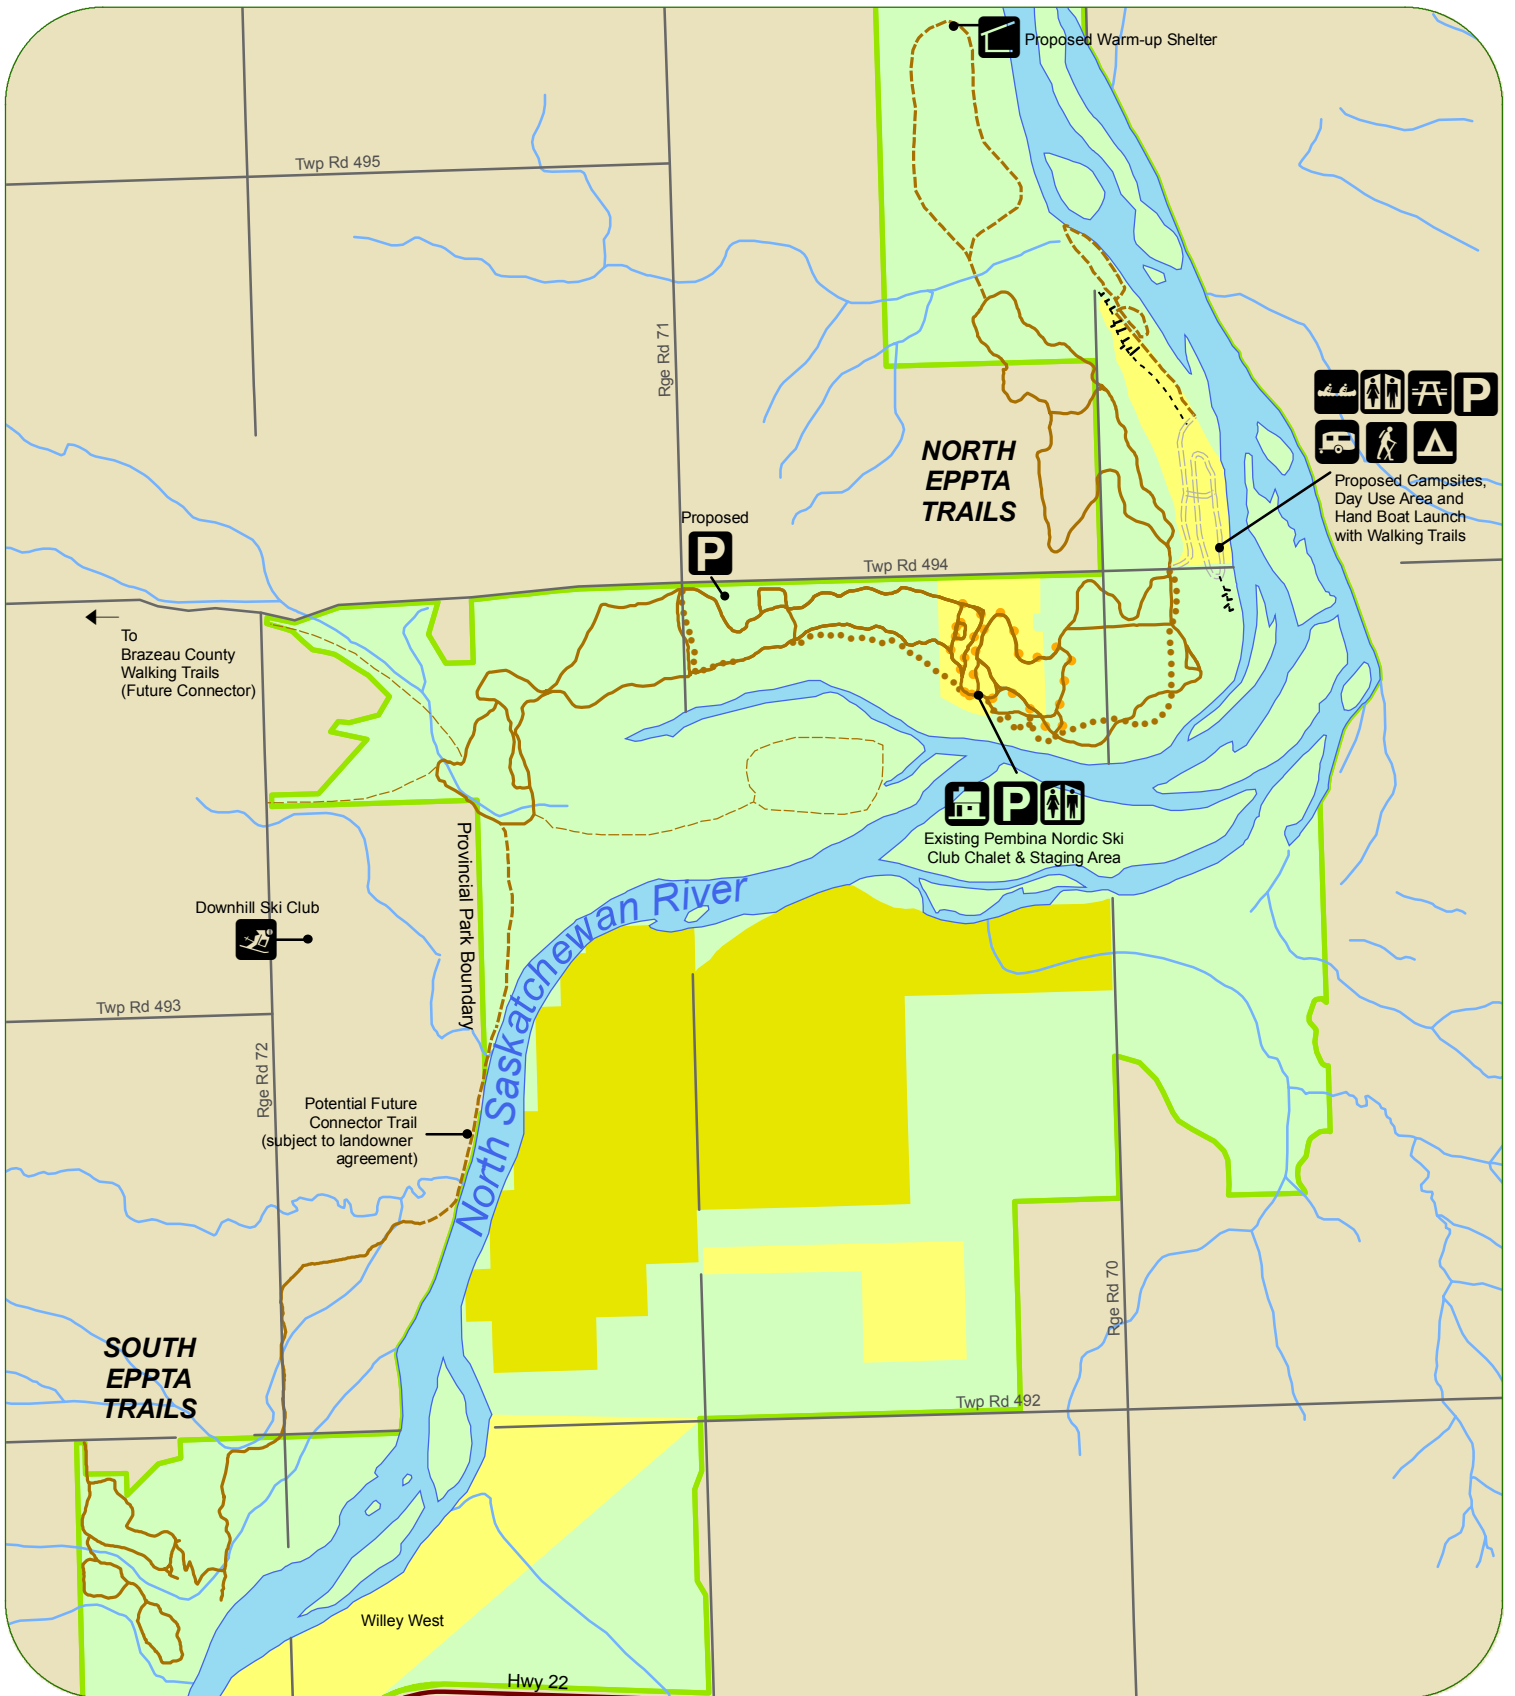 Proposed Warm-up Shelter
Twp Rd 495
Rge Rd 71
NORTH
EPPTA
TRAILS
P
Proposed Campsites,
Day Use Area and
Hand Boat Launch
with Walking Trails
Proposed
P
Twp Rd 494
To
Brazeau County
Walking Trails
(Future Connector)
P
Existing Pembina Nordic Ski
Club Chalet & Staging Area
Provincial Park Boundary
North Saskatchewan River
Downhill Ski Club
Twp Rd 493
Rge Rd 72
Potential Future
Connector Trail
(subject to landowner
agreement)
Rge Rd 70
SOUTH
EPPTA
TRAILS
Twp Rd 492
Willey West
Hwy 22